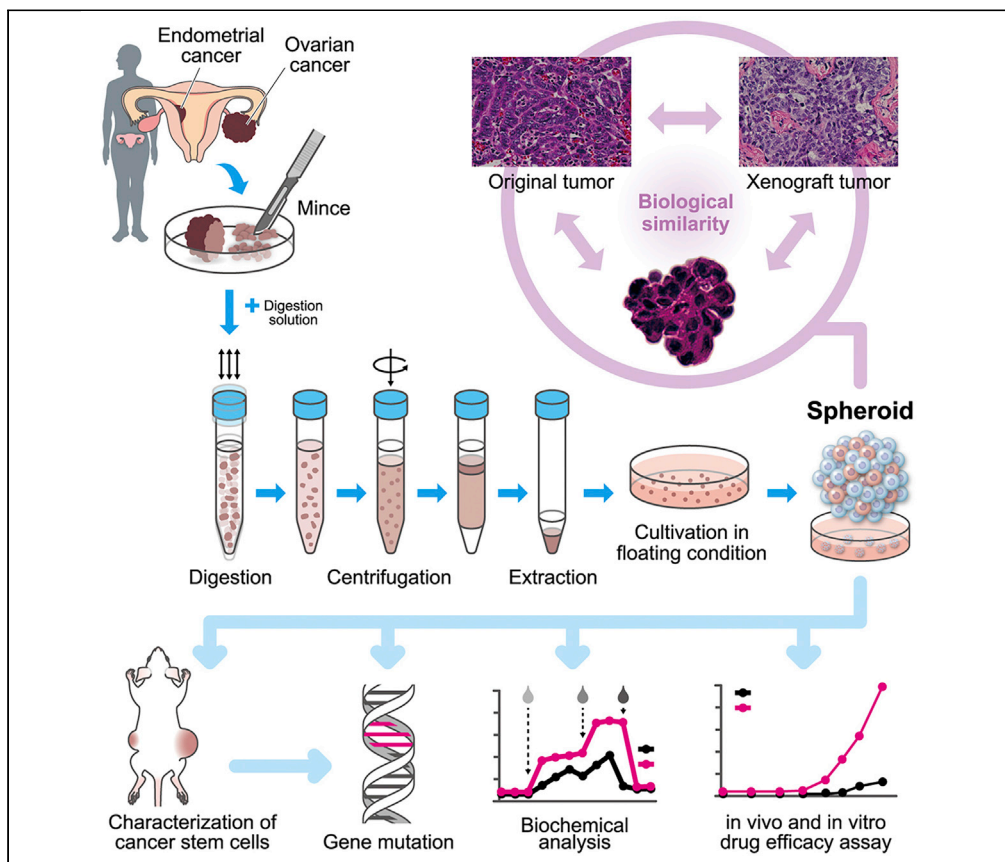 Endometrial
cancer
Ovarian
cancer
Mince
+ Digestion
solution
Original tumor
Xenograft tumor
Biological
similarity
Spheroid
Digestion
Centrifugation
Extraction
Cultivation in
floating condition
Characterization of
cancer stem cells
Gene mutation
Biochemical
analysis
in vivo and in vitro
drug efficacy assay